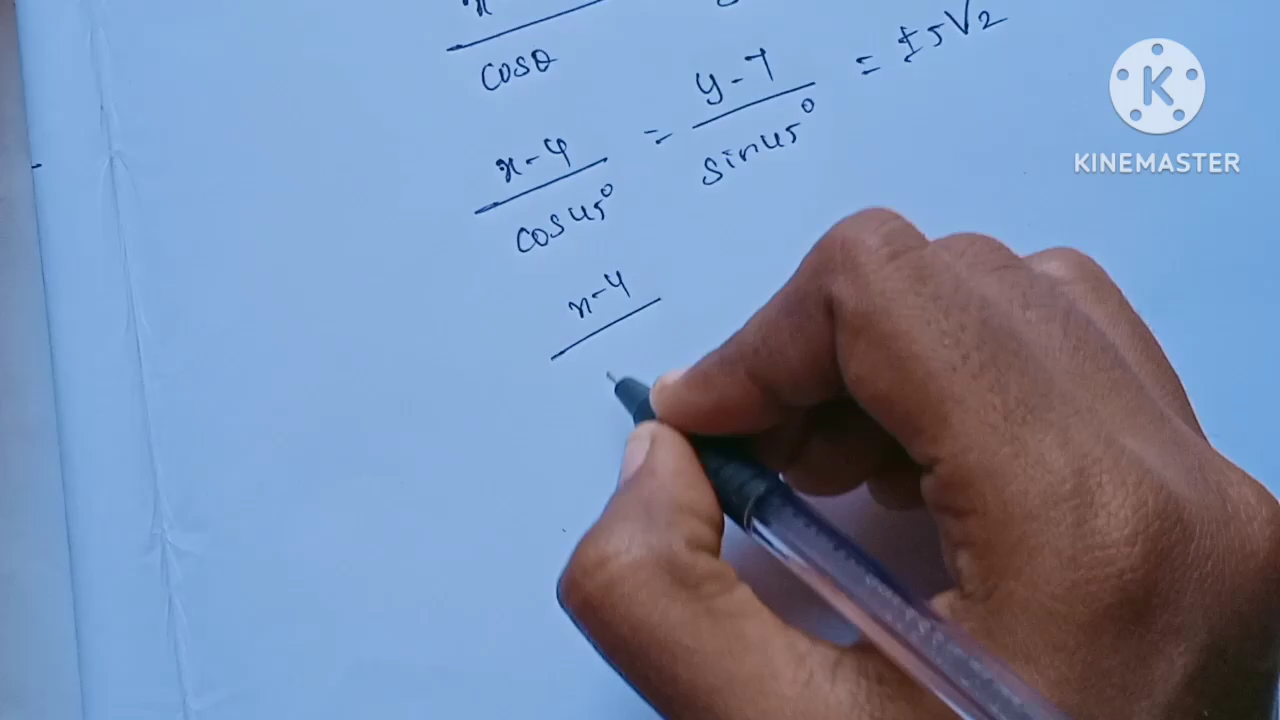 cosθ
x-4 = y-7 = ±5√2
cos45° sin45°
x-4
KINEMASTER